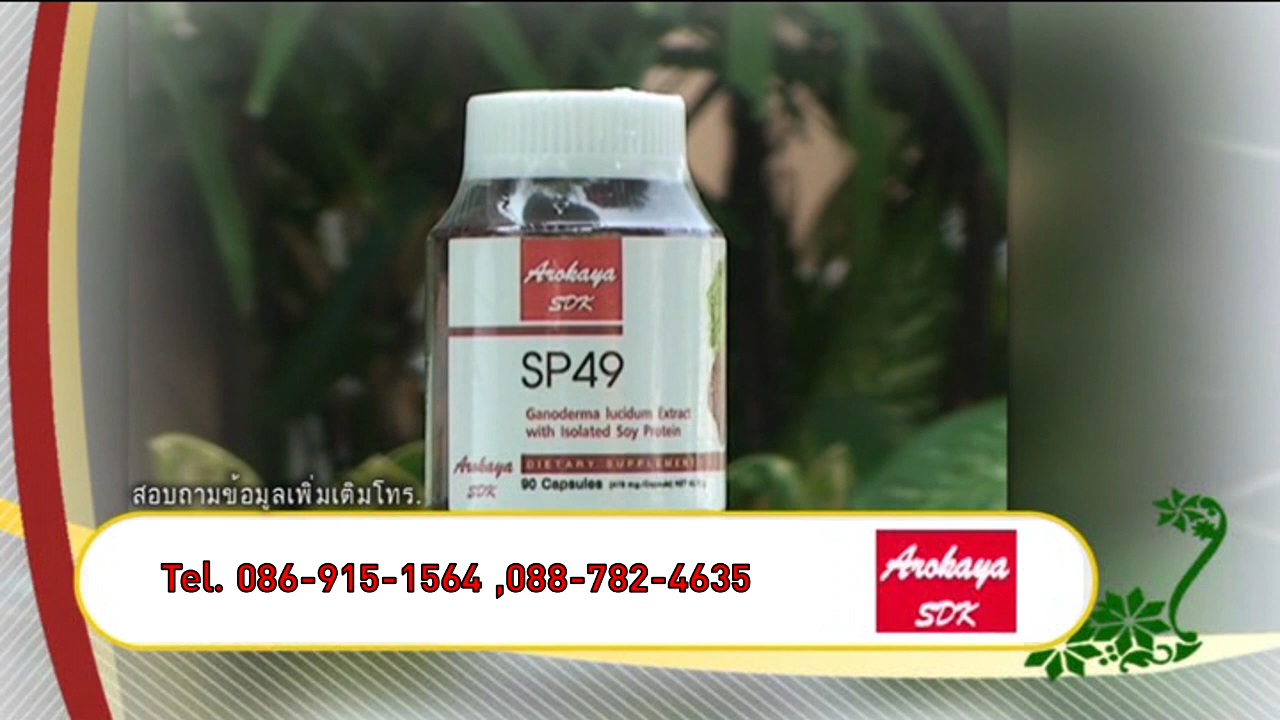 Arokaya
SDK
SP49
Ganoderma lucidum Extract
with Isolated Soy Protein
Arokaya
SDK
DIETARY SUPPLEMENT
90 Capsules
สอบถามข้อมูลเพิ่มเติมโทร.
Tel. 086-915-1564 ,088-782-4635
Arokaya
SDK